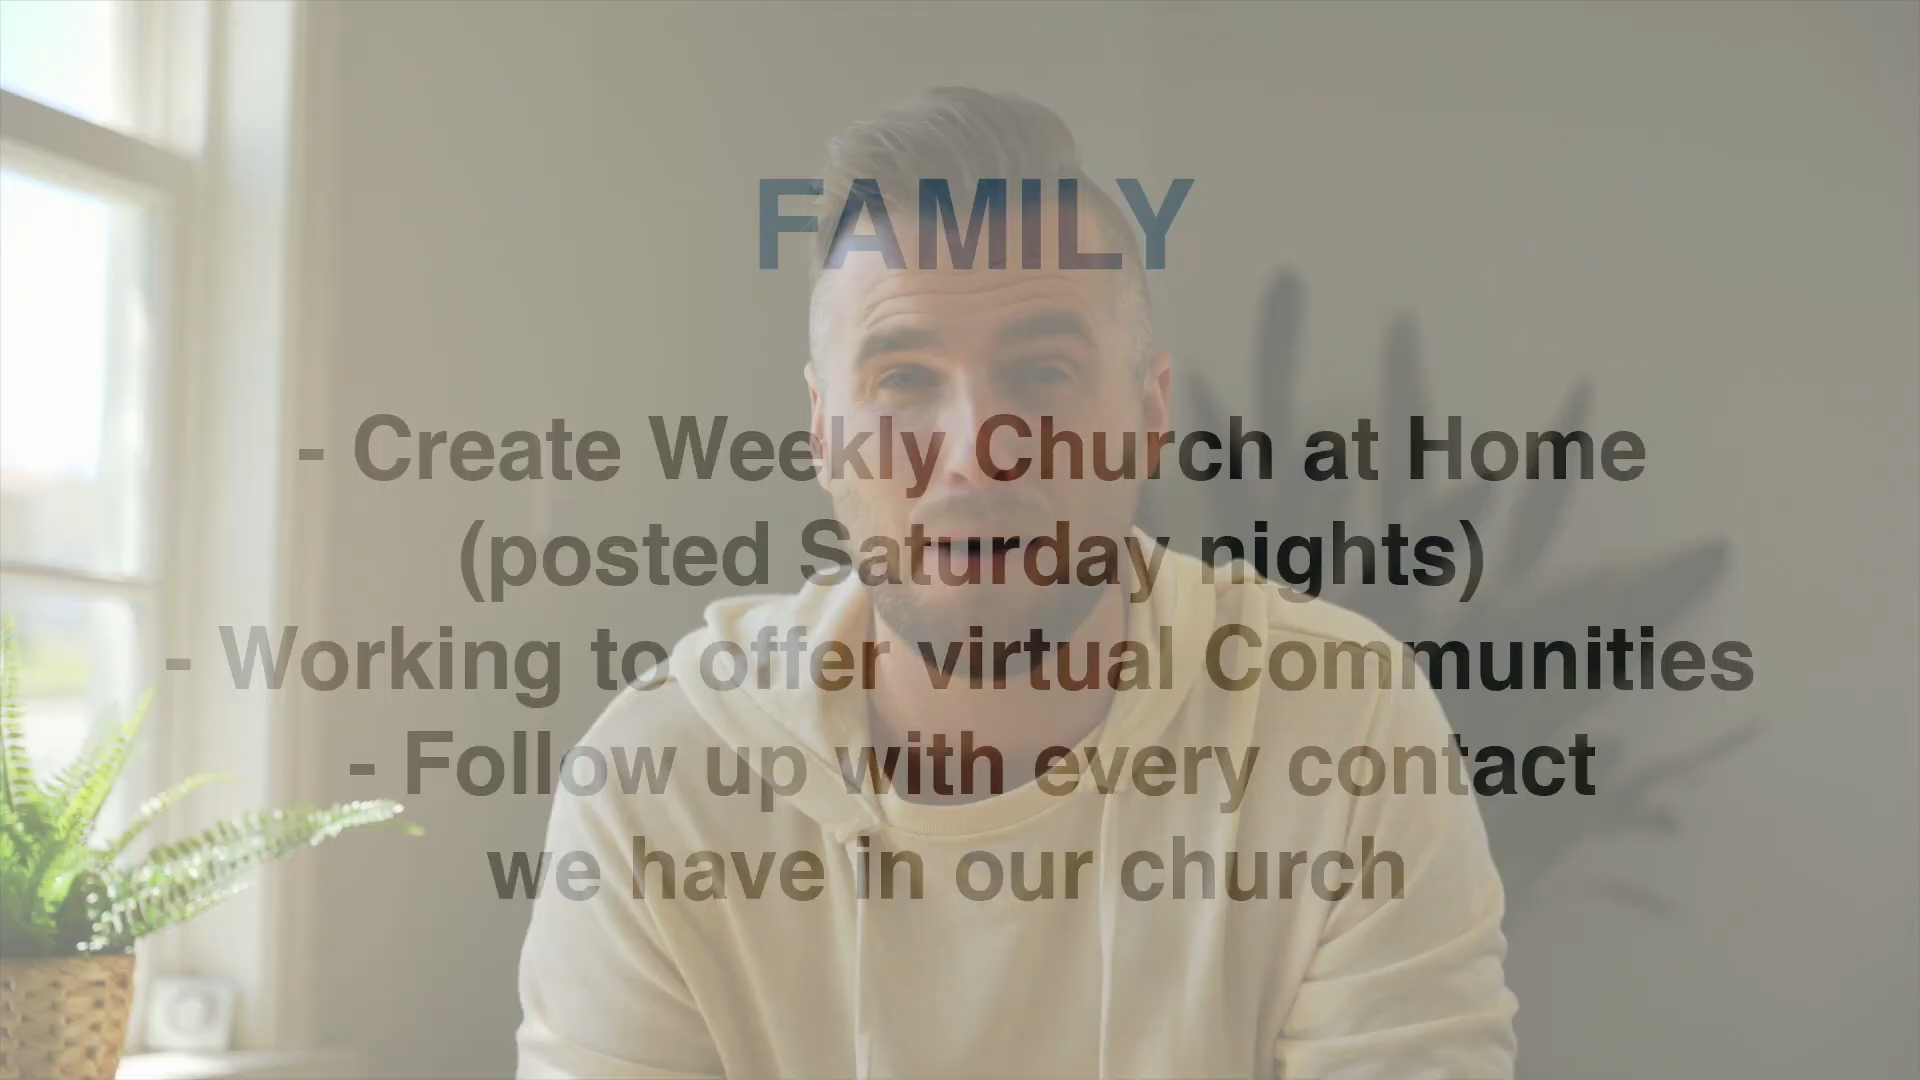 FAMILY
- Create Weekly Church at Home
(posted Saturday nights)
- Working to offer virtual Communities
- Follow up with every contact
we have in our church